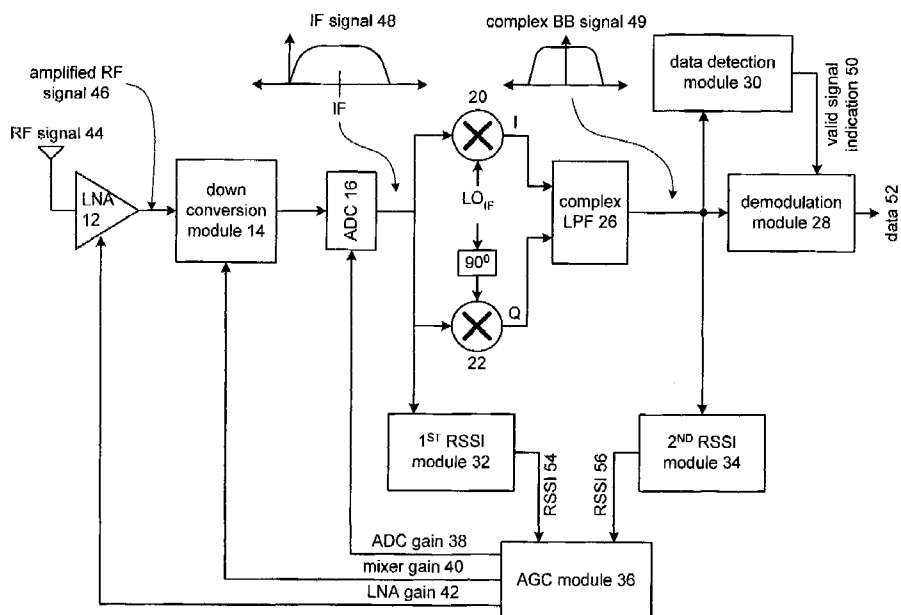 IF signal 48
complex BB signal 49
amplified RF
signal 46
IF
20
I
data detection
module 30
valid signal
indication 50
RF signal 44
LNA
12
down
conversion
module 14
ADC 16
LO_IF
complex
LPF 26
demodulation
module 28
data 52
90⁰
Q
22
1ST RSSI
module 32
2ND RSSI
module 34
RSSI 54
RSSI 56
ADC gain 38
mixer gain 40
LNA gain 42
AGC module 36